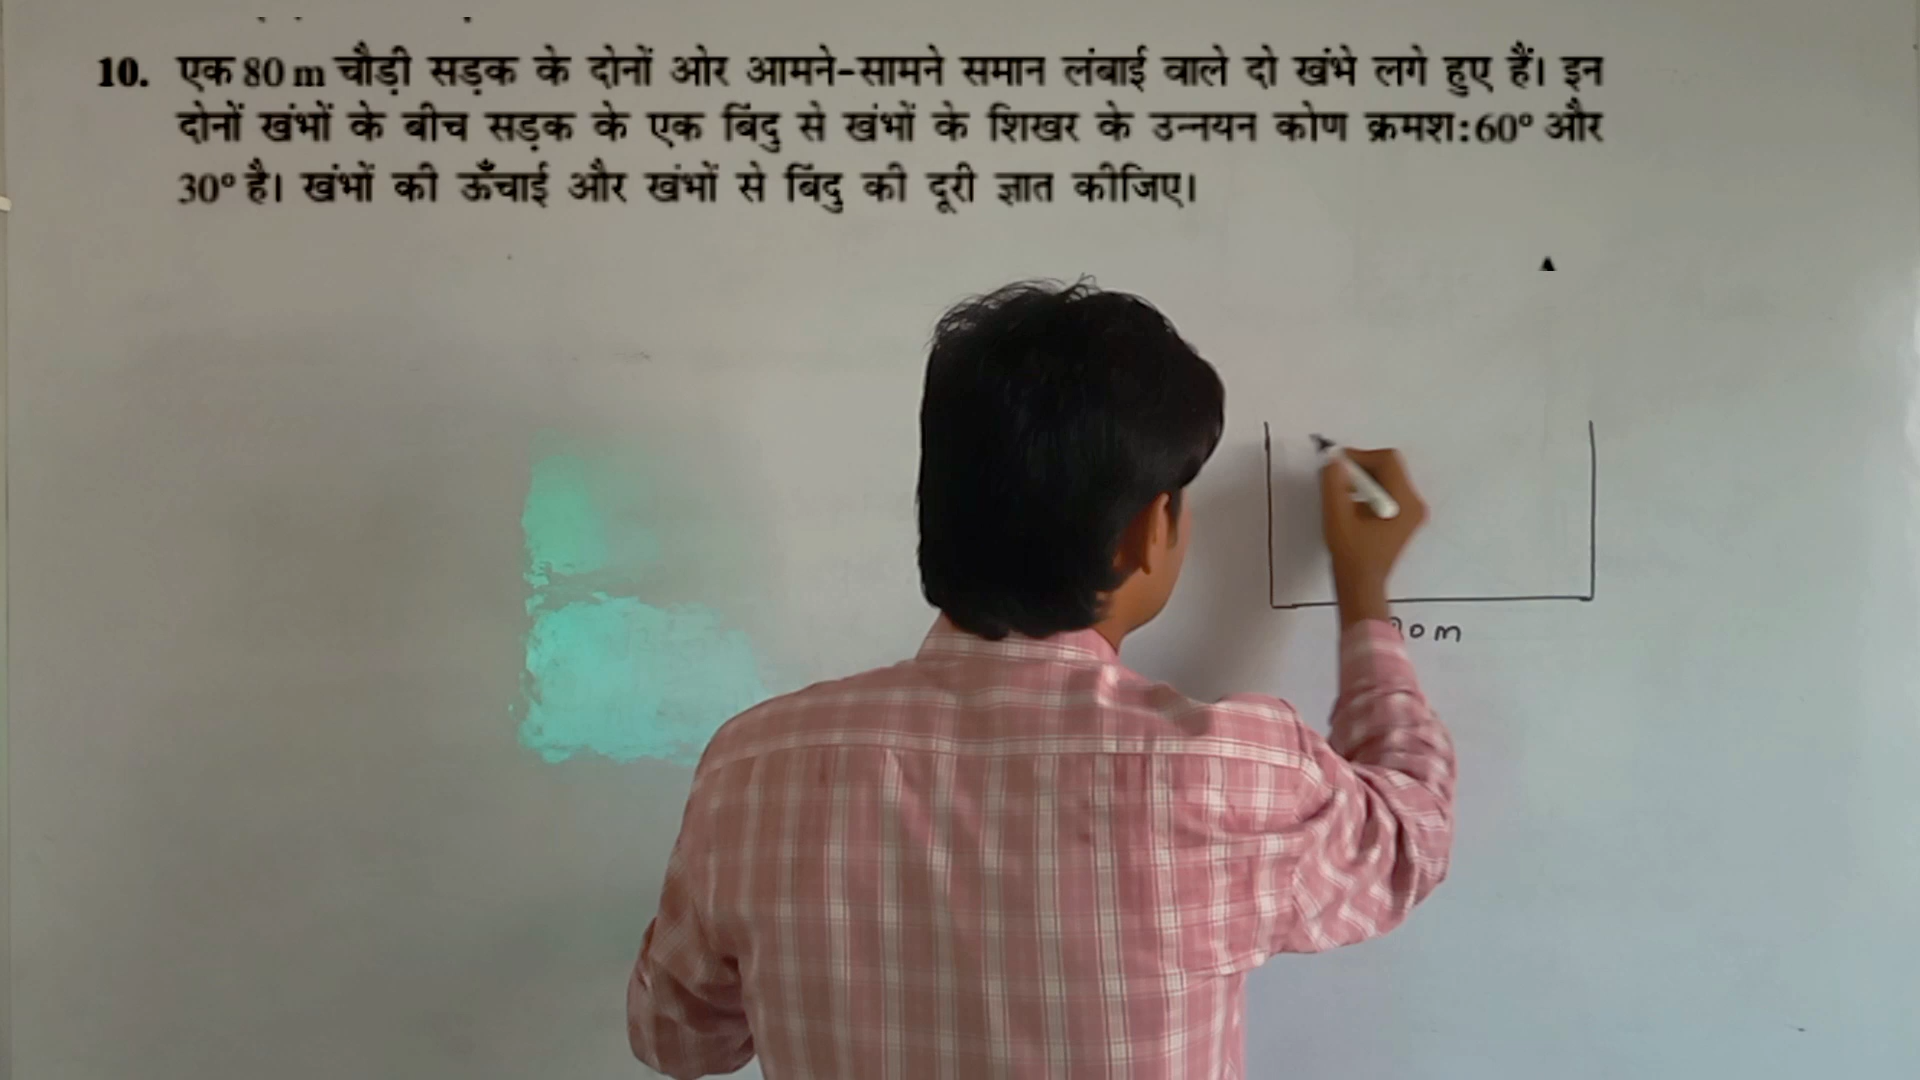 10. एक 80 m चौड़ी सड़क के दोनों ओर आमने-सामने समान लंबाई वाले दो खंभे लगे हुए हैं। इन
दोनों खंभों के बीच सड़क के एक बिंदु से खंभों के शिखर के उन्नयन कोण क्रमश:60° और
30° है। खंभों की ऊँचाई और खंभों से बिंदु की दूरी ज्ञात कीजिए।
0 m